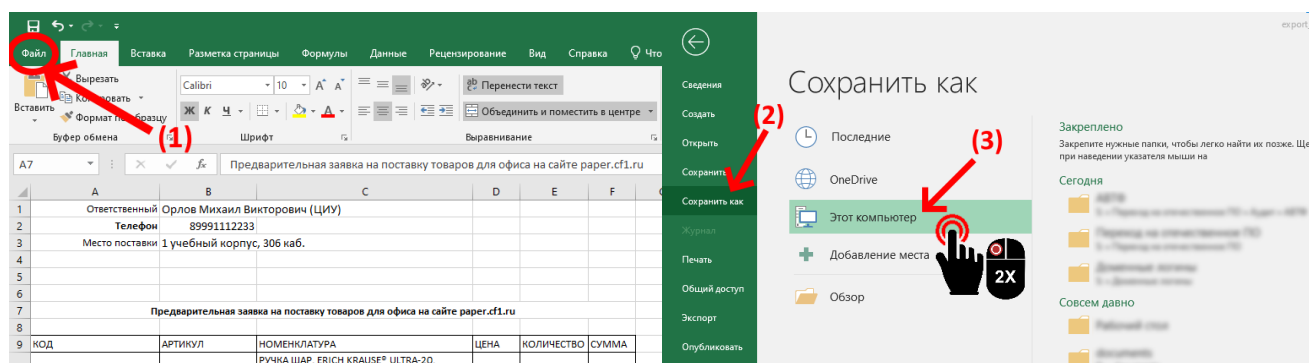 Файл Главная Вставка Разметка страницы Формулы Данные Рецензирование Вид Справка Что
Вставить
Вырезать
Копировать
Формат по образцу
Буфер обмена
Calibri 10
Ж К Ч
Шрифт
Перенести текст
Объединить и поместить в центре
Выравнивание
(1)
A7 fx Предварительная заявка на поставку товаров для офиса на сайте paper.cf1.ru
A B C D E F
1 Ответственный Орлов Михаил Викторович (ЦИУ)
2 Телефон 89991112233
3 Место поставки 1 учебный корпус, 306 каб.
4
5
6
7 Предварительная заявка на поставку товаров для офиса на сайте paper.cf1.ru
8
9 КОД АРТИКУЛ НОМЕНКЛАТУРА ЦЕНА КОЛИЧЕСТВО СУММА
РУЧКА ШАР. ERICH KRAUSE® ULTRA-20
Сведения
Создать
Открыть
Сохранить
Сохранить как
Журнал
Печать
Общий доступ
Экспорт
Опубликовать
(2)
export
Сохранить как
Последние
OneDrive
Этот компьютер
Добавление места
Обзор
(3)
2X
Закреплено
Закрепите нужные папки, чтобы легко найти их позже. Ще
при наведении указателя мыши на
Сегодня
Совсем давно